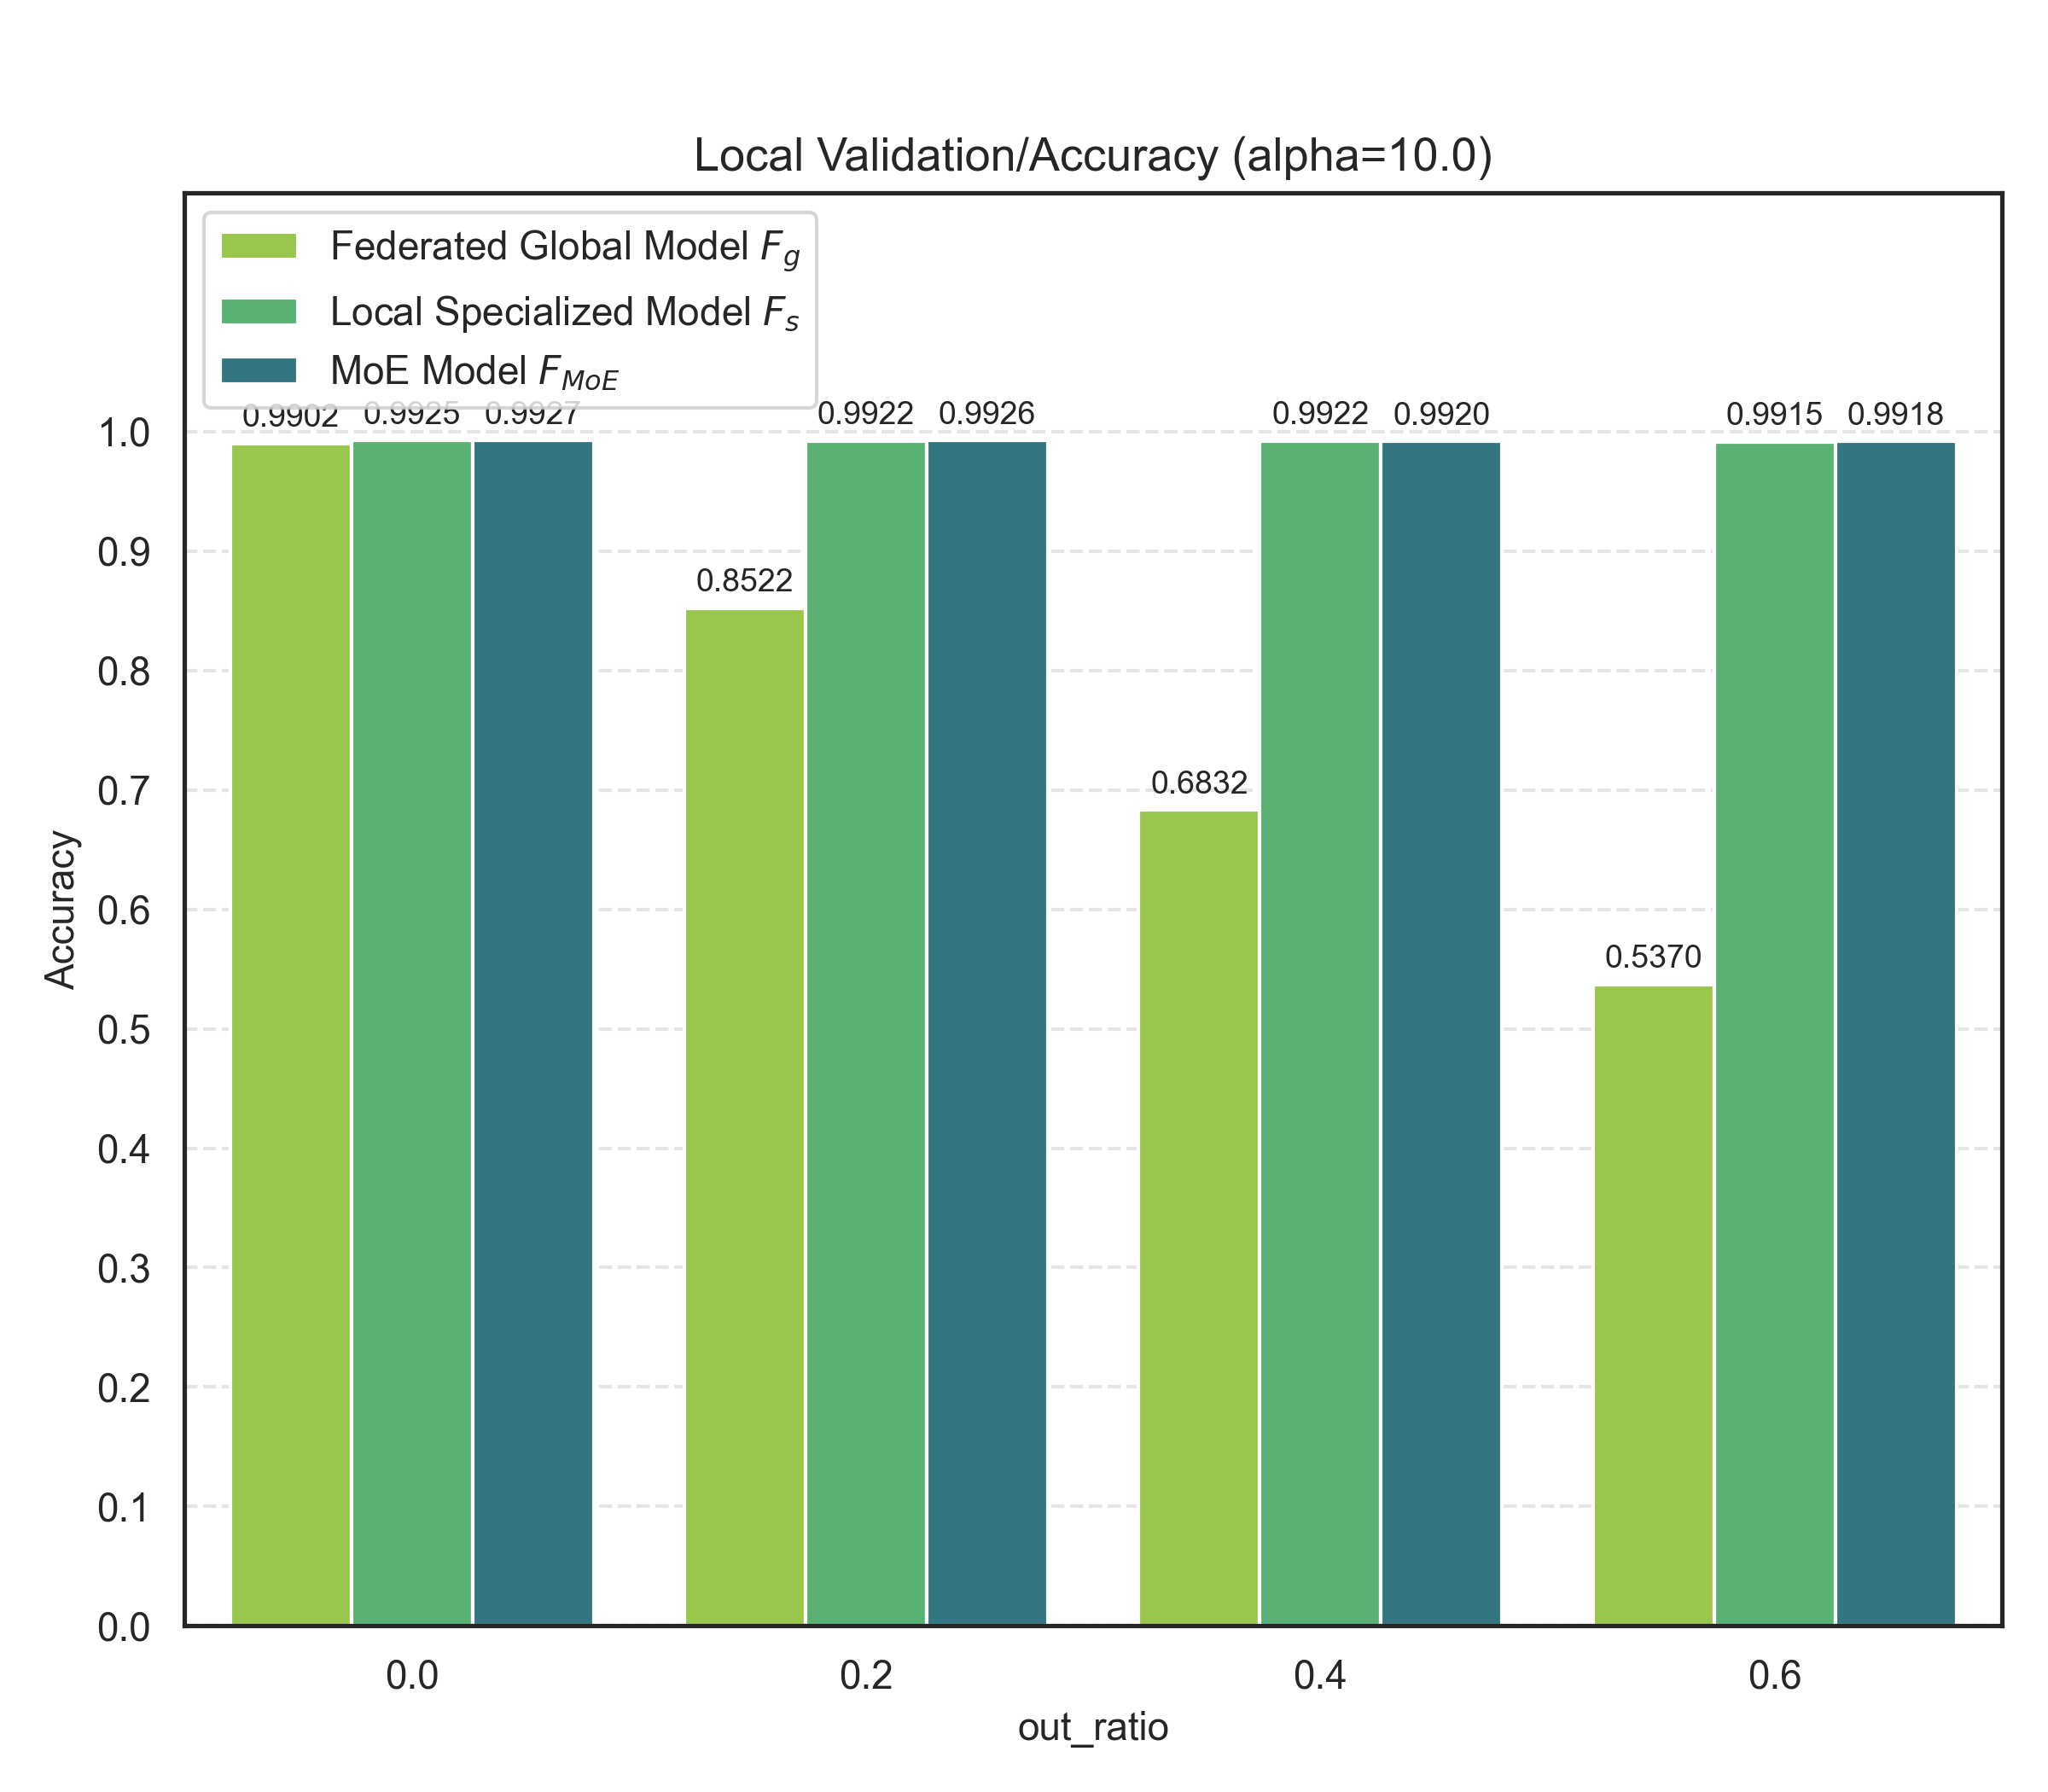 Local Validation/Accuracy (alpha=10.0)
Federated Global Model F_g
Local Specialized Model F_s
MoE Model F_MoE
0.9902 0.9925 0.9927 0.9922 0.9926 0.9922 0.9920 0.9915 0.9918
0.8522
0.6832
0.5370
1.0
0.9
0.8
0.7
0.6
0.5
0.4
0.3
0.2
0.1
0.0
Accuracy
0.0 0.2 0.4 0.6
out_ratio